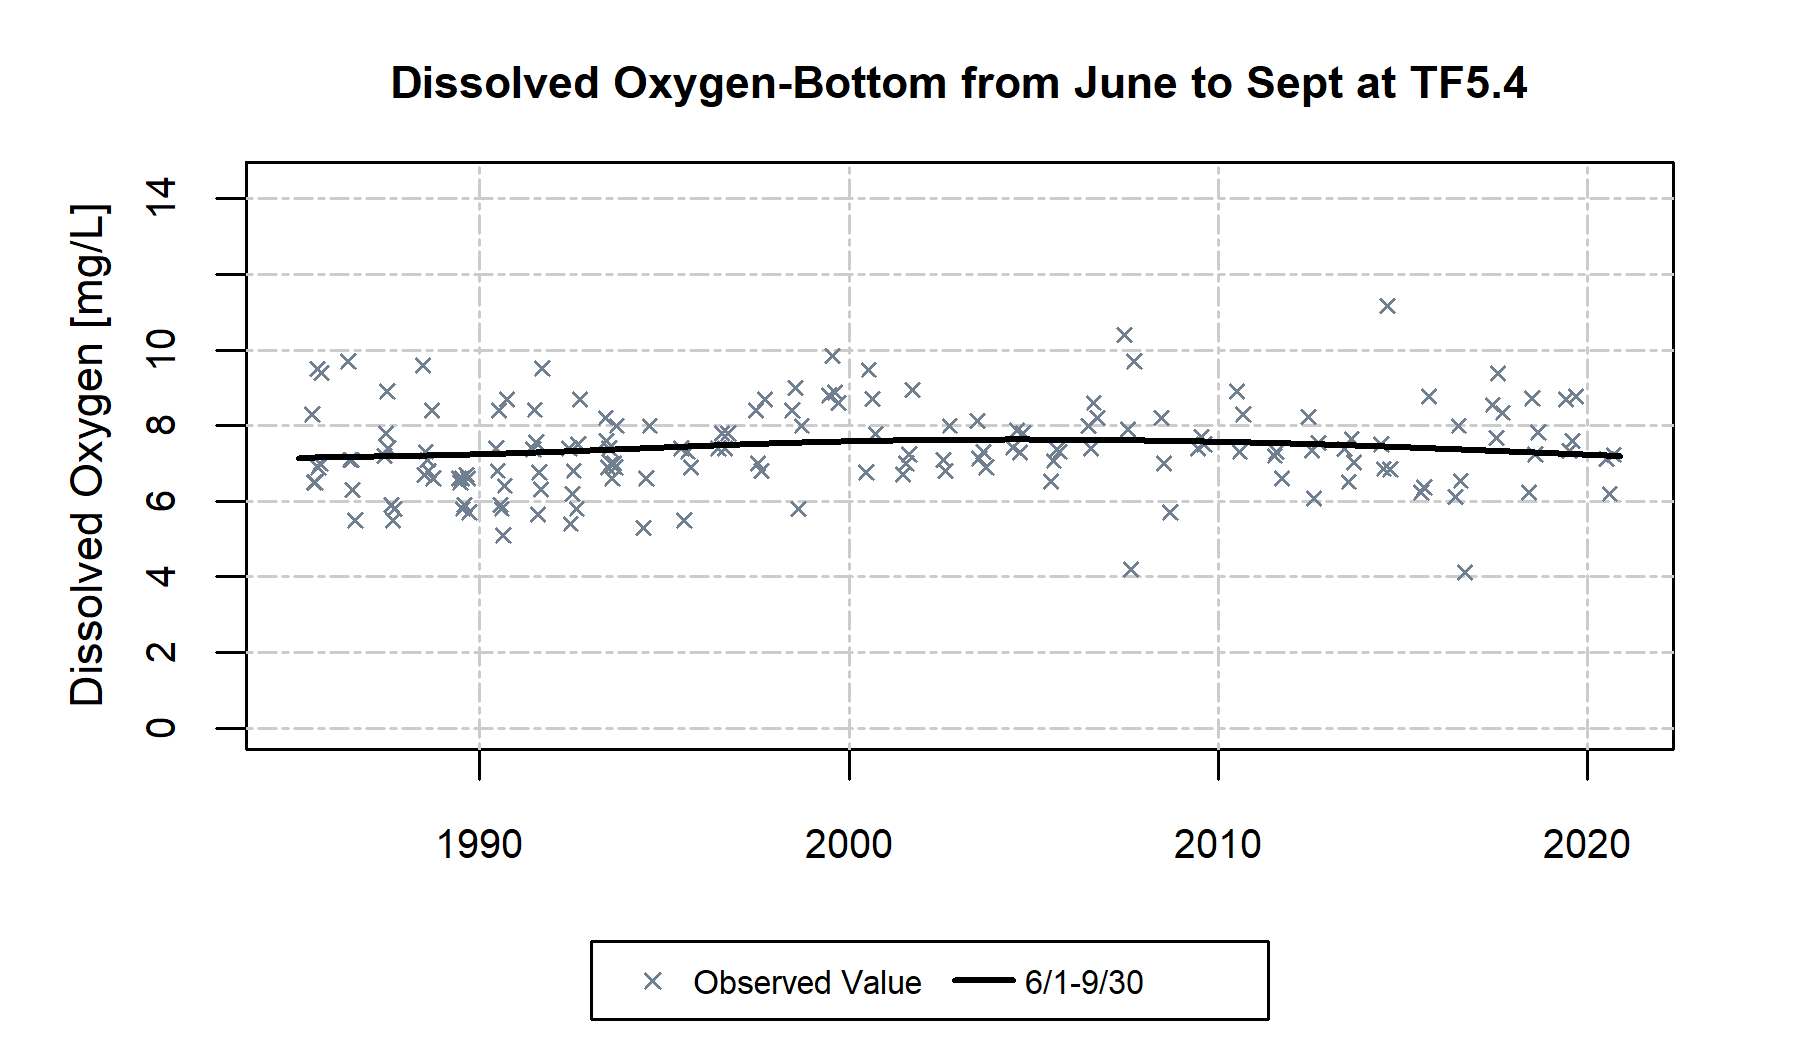 Dissolved Oxygen-Bottom from June to Sept at TF5.4
Dissolved Oxygen [mg/L]
14
10
8
6
4
2
0
1990 2000 2010 2020
Observed Value 6/1-9/30